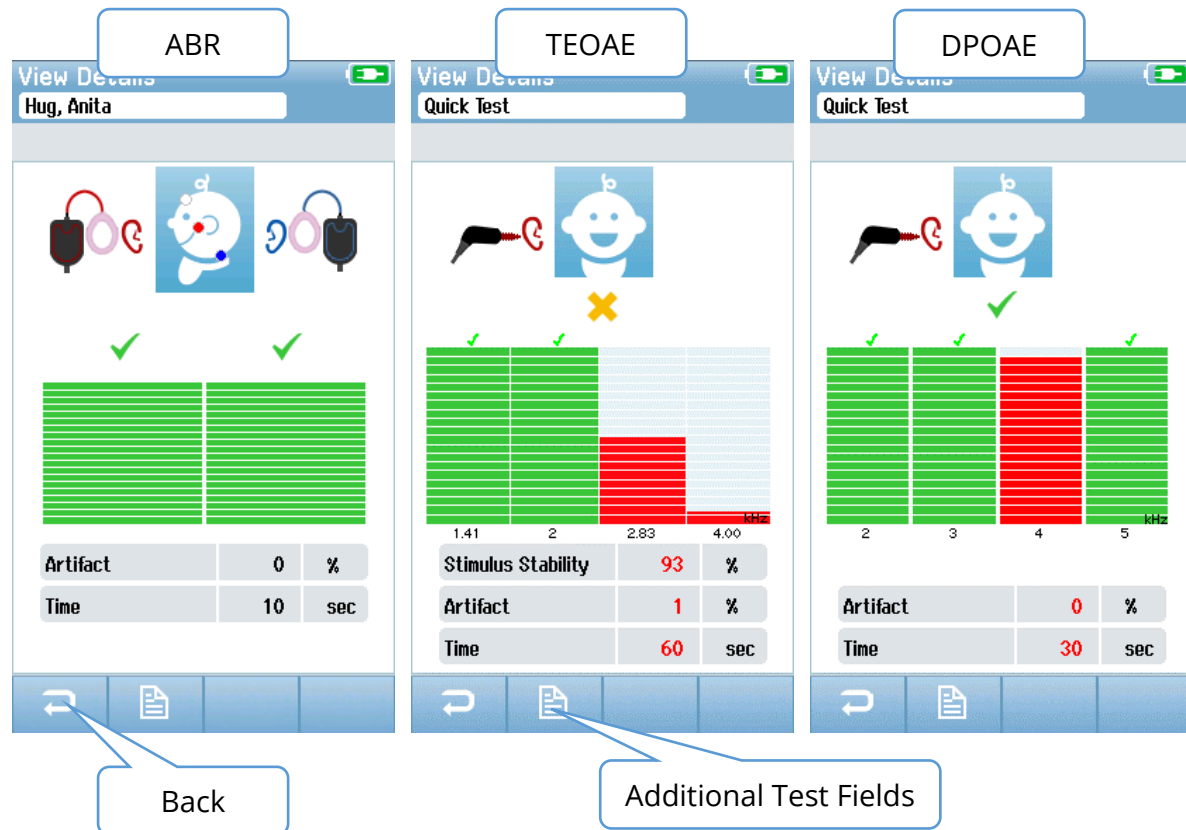 ABR
TEOAE
DPOAE
View Details
Hug, Anita
Artifact 0 %
Time 10 sec
View Details
Quick Test
kHz
1.41 2 2.83 4.00
Stimulus Stability 93 %
Artifact 1 %
Time 60 sec
View Details
Quick Test
kHz
2 3 4 5
Artifact 0 %
Time 30 sec
Back
Additional Test Fields